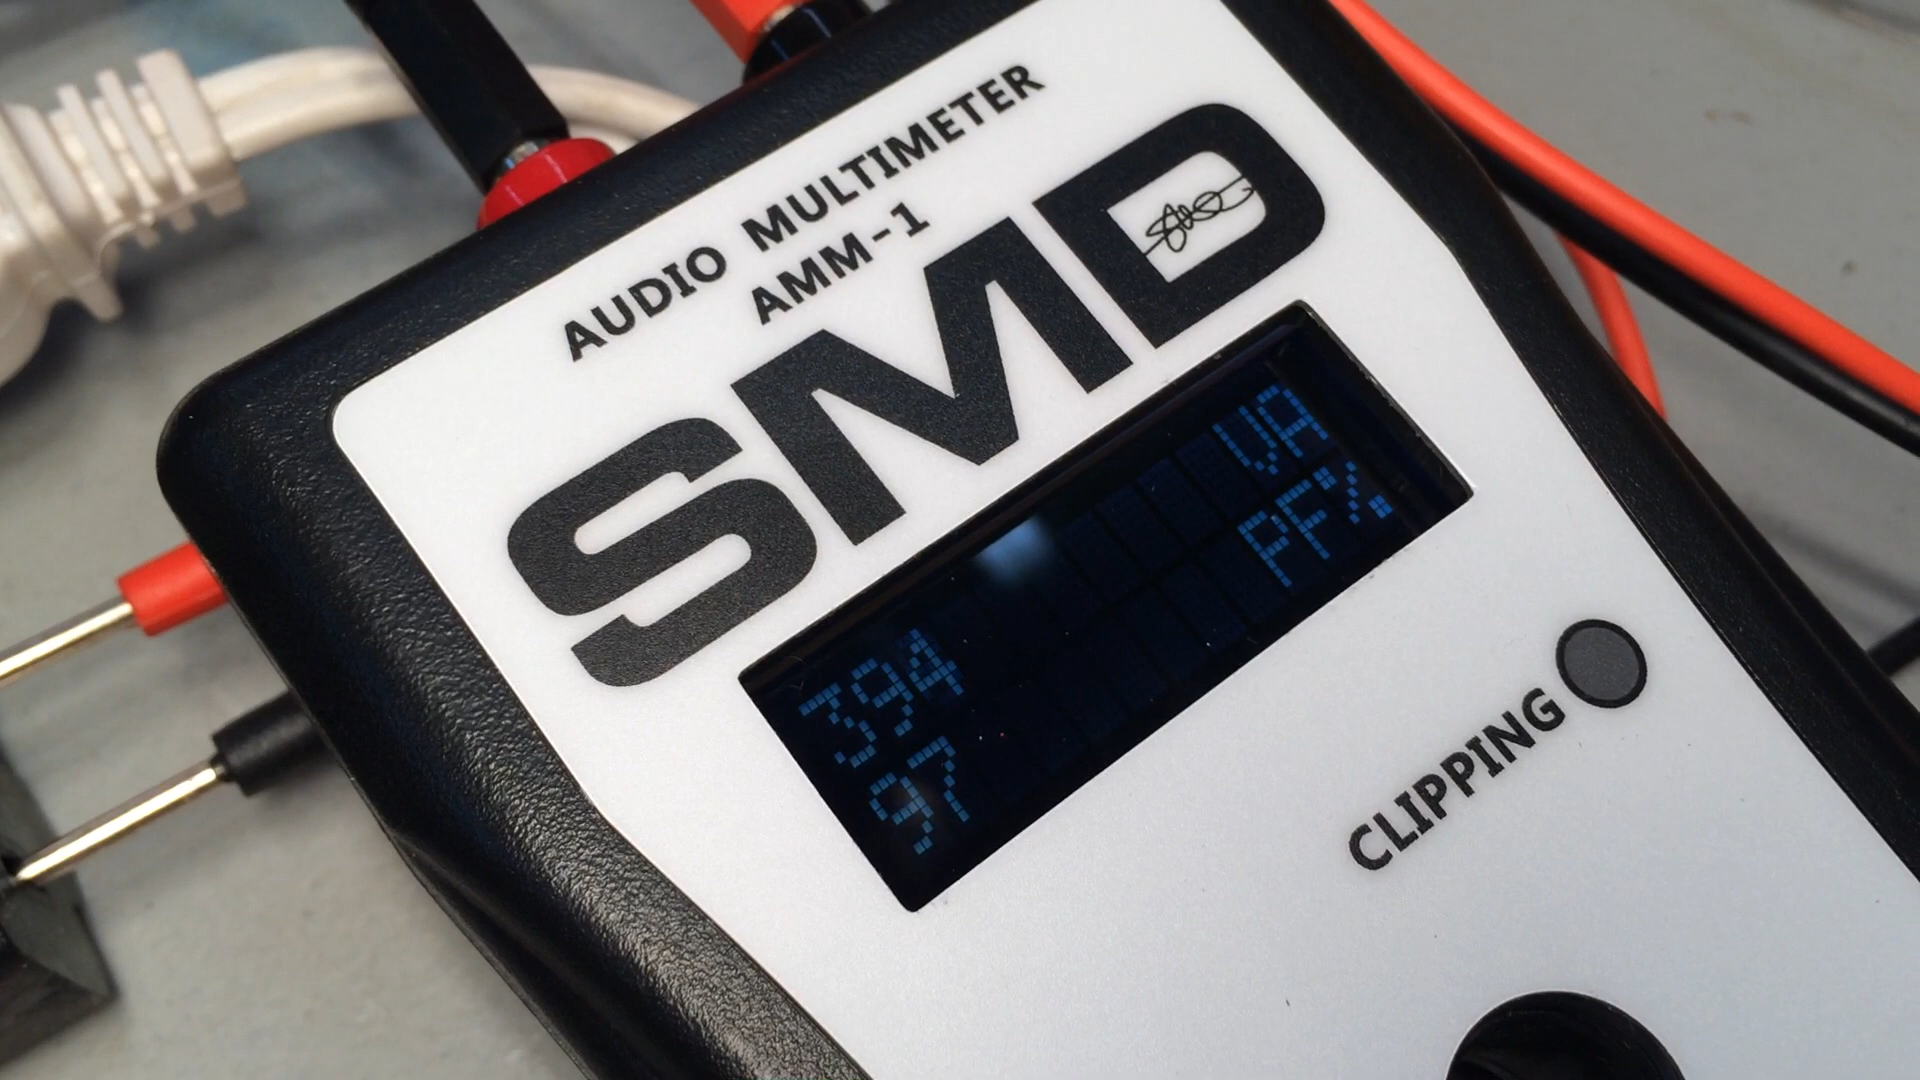 AUDIO MULTIMETER
AMM-1
SMD
394 VA
97 PF%
CLIPPING